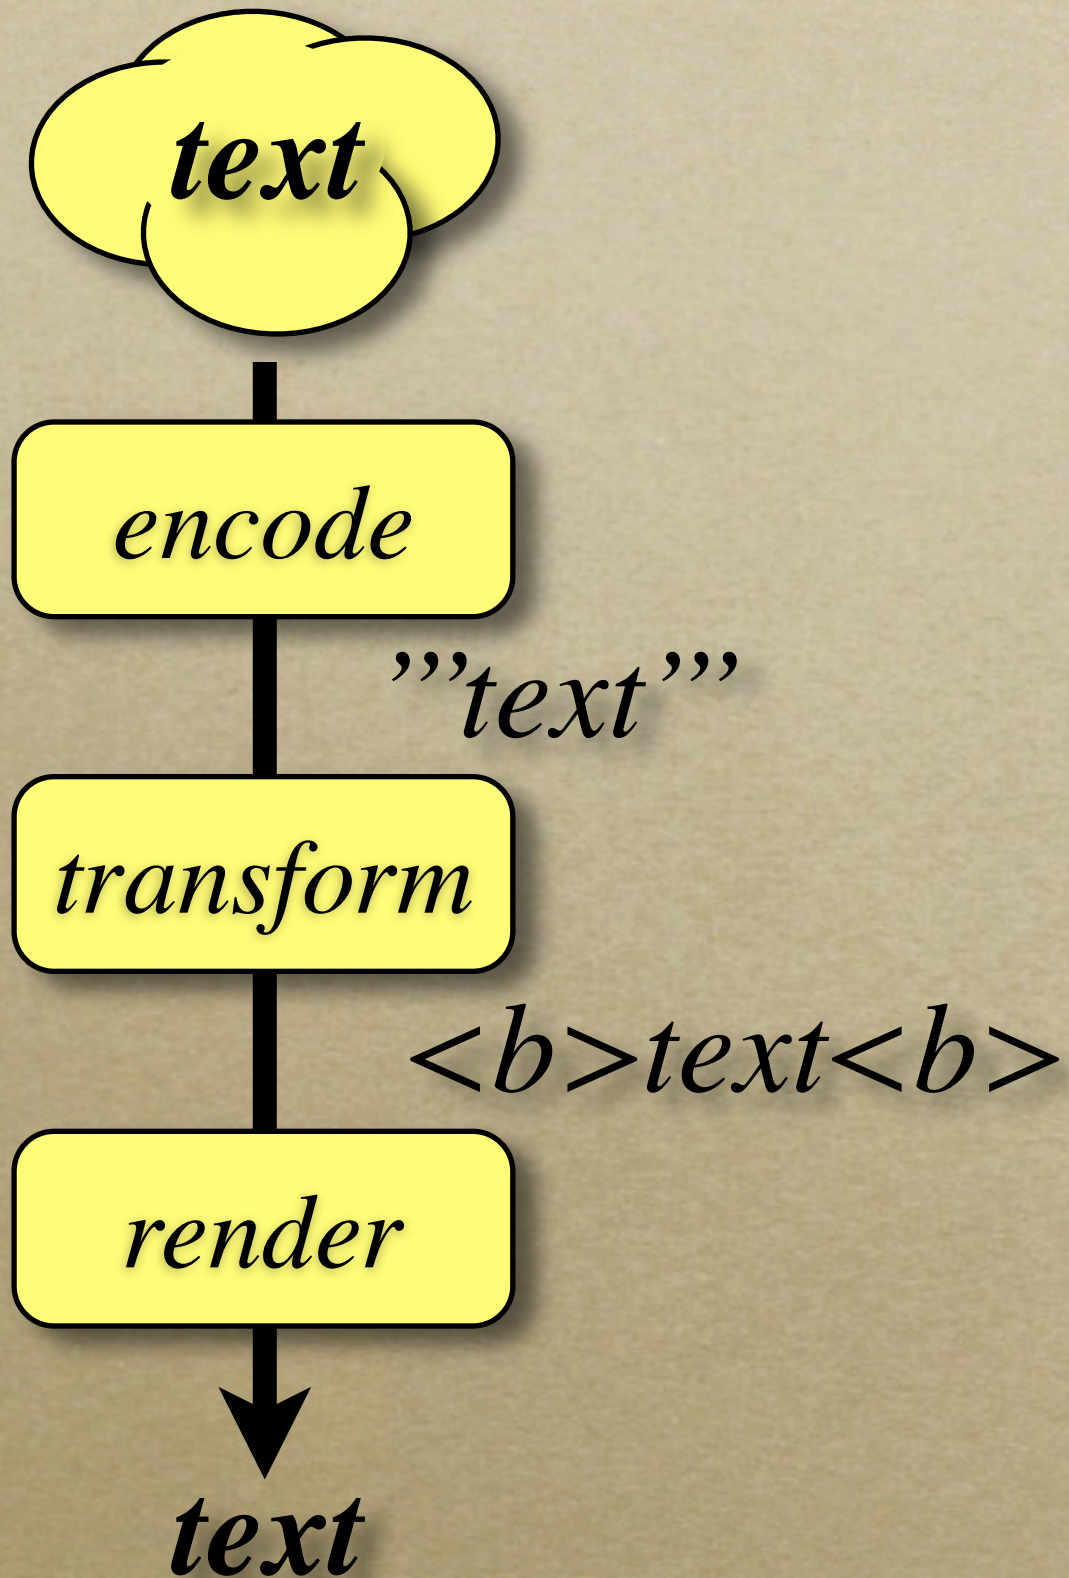 text
encode
’’’text’’’
transform
<b>text<b>
render
text